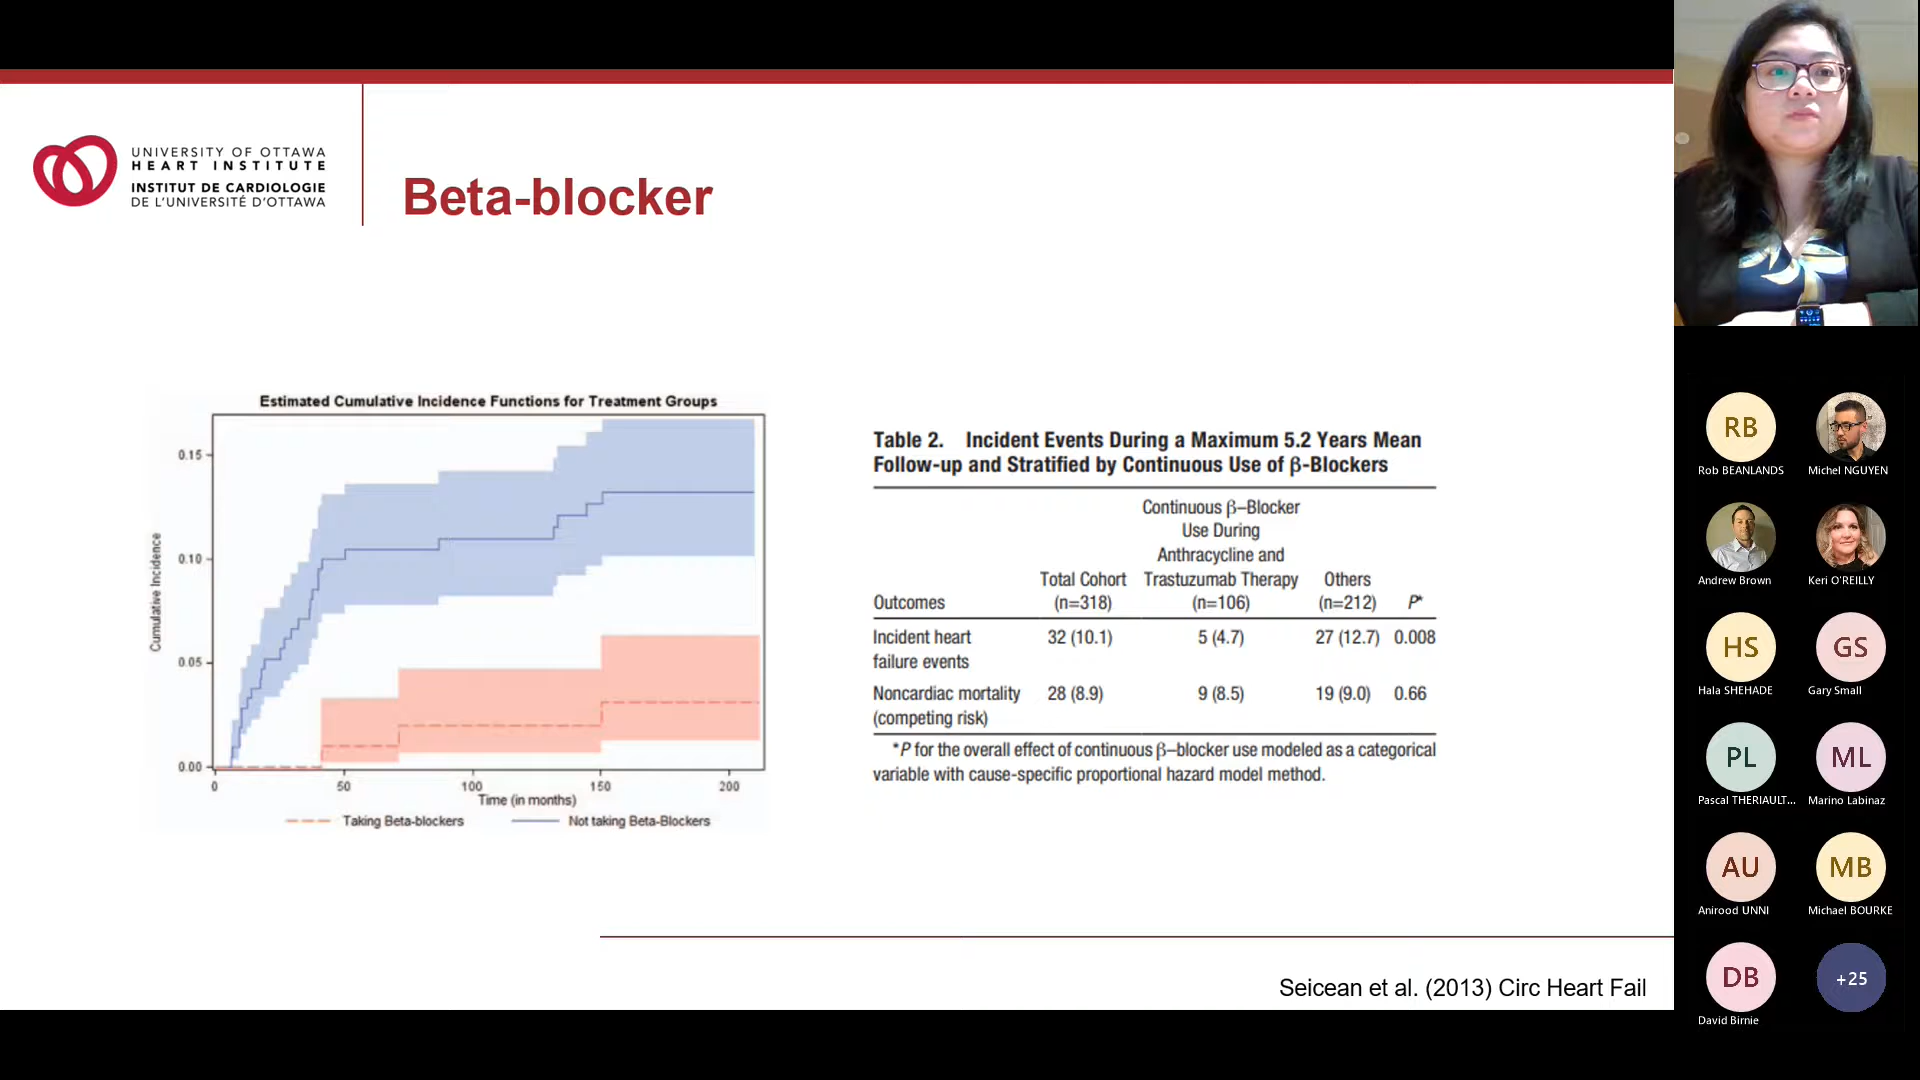 UNIVERSITY OF OTTAWA
HEART INSTITUTE
INSTITUT DE CARDIOLOGIE
DE L'UNIVERSITÉ D'OTTAWA
Beta-blocker
Estimated Cumulative Incidence Functions for Treatment Groups
Cumulative Incidence
0.15
0.10
0.05
0.00
0 50 100 150 200
Time (in months)
Taking Beta-blockers Not taking Beta-Blockers
Table 2. Incident Events During a Maximum 5.2 Years Mean
Follow-up and Stratified by Continuous Use of β-Blockers
Continuous β–Blocker
Use During
Anthracycline and
Total Cohort Trastuzumab Therapy Others
Outcomes (n=318) (n=106) (n=212) P*
Incident heart 32 (10.1) 5 (4.7) 27 (12.7) 0.008
failure events
Noncardiac mortality 28 (8.9) 9 (8.5) 19 (9.0) 0.66
(competing risk)
*P for the overall effect of continuous β–blocker use modeled as a categorical
variable with cause-specific proportional hazard model method.
Seicean et al. (2013) Circ Heart Fail
RB
Rob BEANLANDS Michel NGUYEN
Andrew Brown Keri O'REILLY
HS GS
Hala SHEHADE Gary Small
PL ML
Pascal THERIAULT... Marino Labinaz
AU MB
Anirood UNNI Michael BOURKE
DB +25
David Birnie